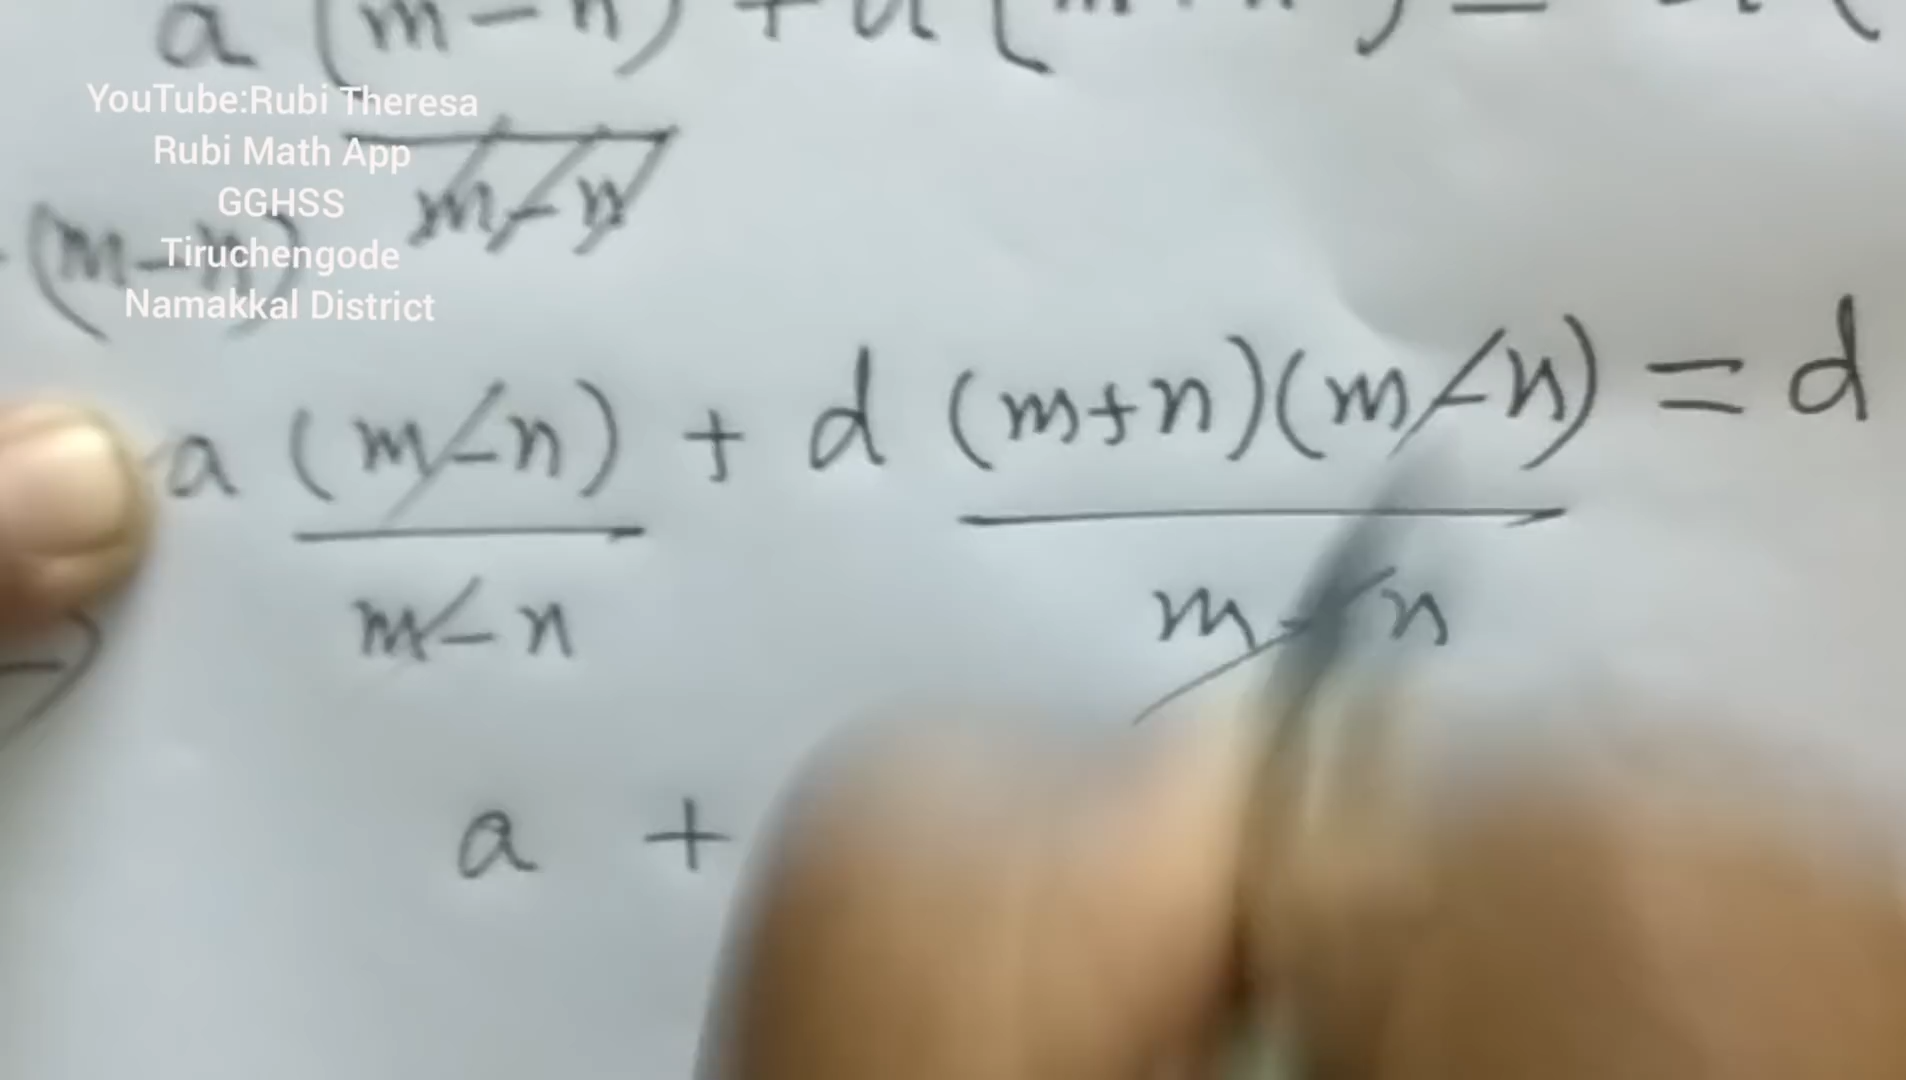 a (m-n) + d (m+n) =
YouTube:Rubi Theresa
Rubi Math App
GGHSS
Tiruchengode
Namakkal District
(m-n)
m-n
a (m-n) + d (m+n)(m-n) = d
m-n m-n
a +